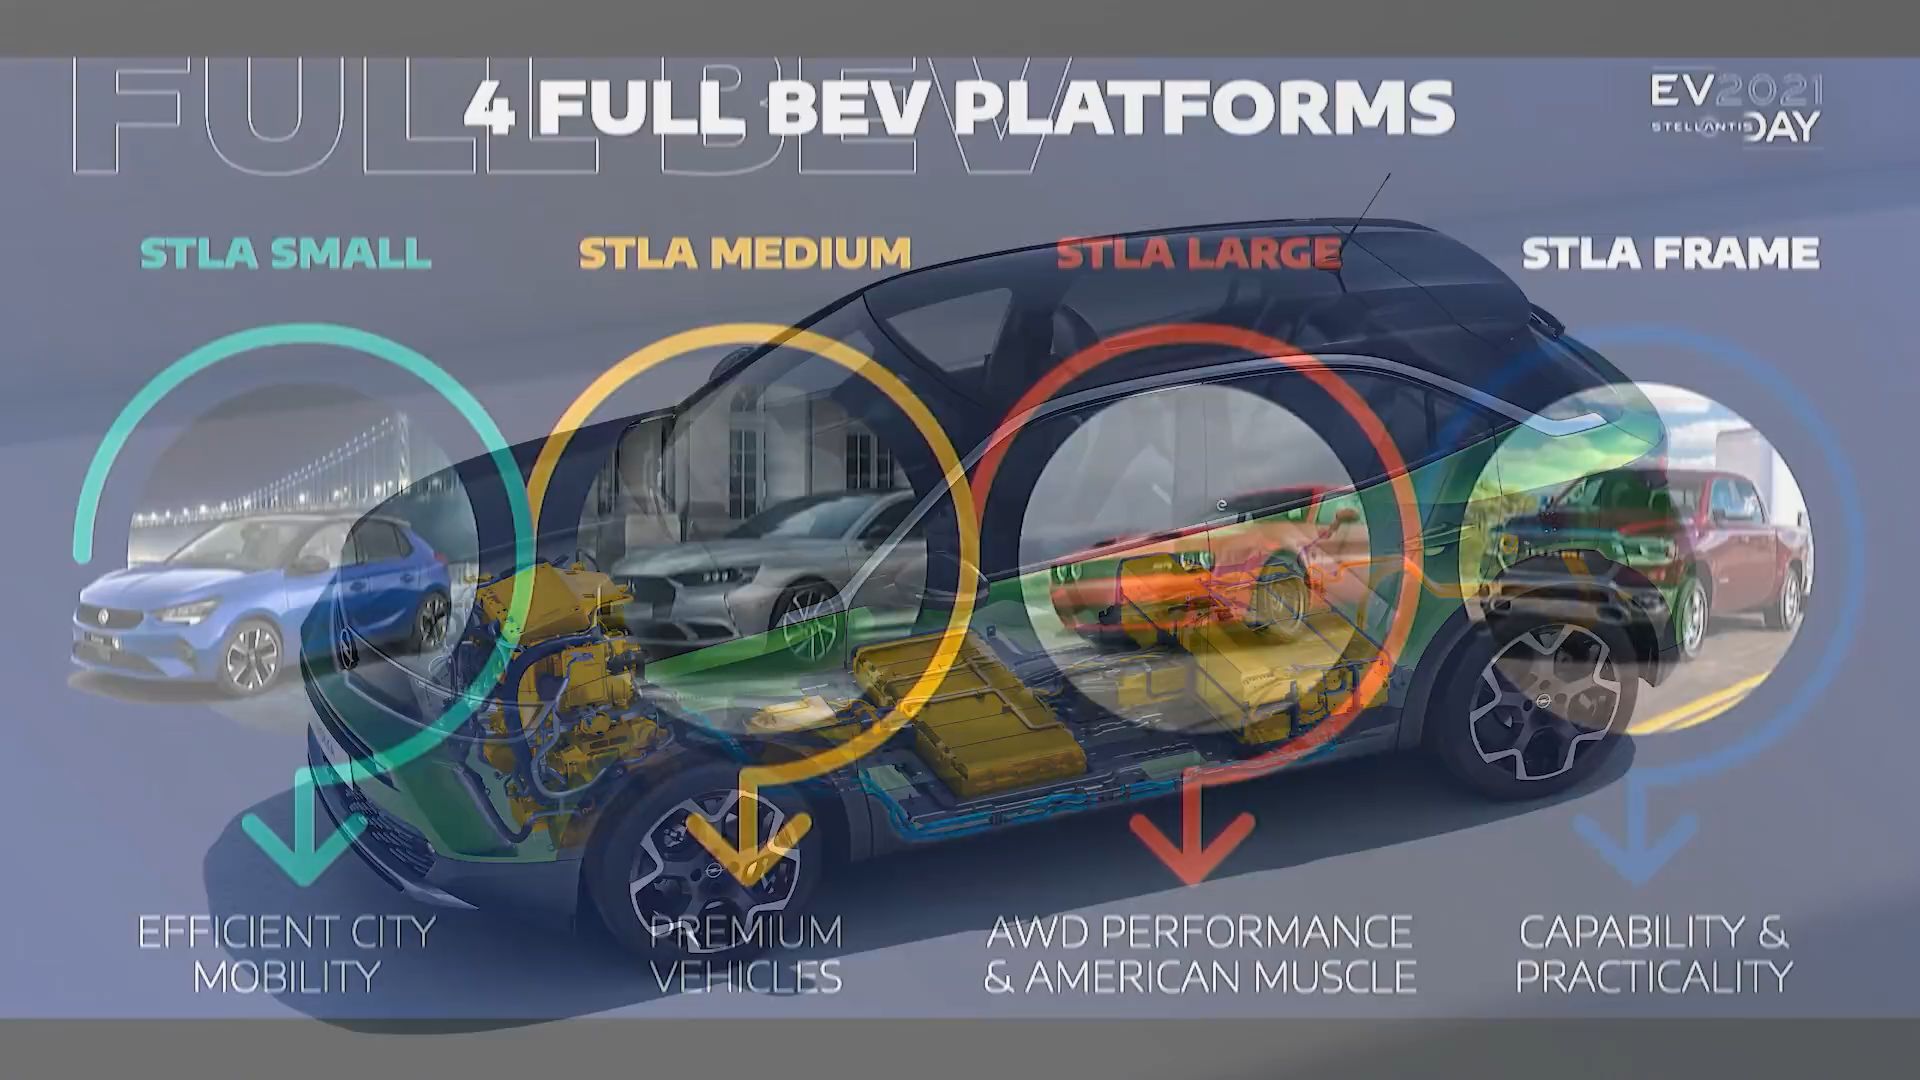 FULL BEV
4 FULL BEV PLATFORMS
EV2021
STELLANTIS DAY
STLA SMALL
STLA MEDIUM
STLA LARGE
STLA FRAME
EFFICIENT CITY
MOBILITY
PREMIUM
VEHICLES
AWD PERFORMANCE
& AMERICAN MUSCLE
CAPABILITY &
PRACTICALITY